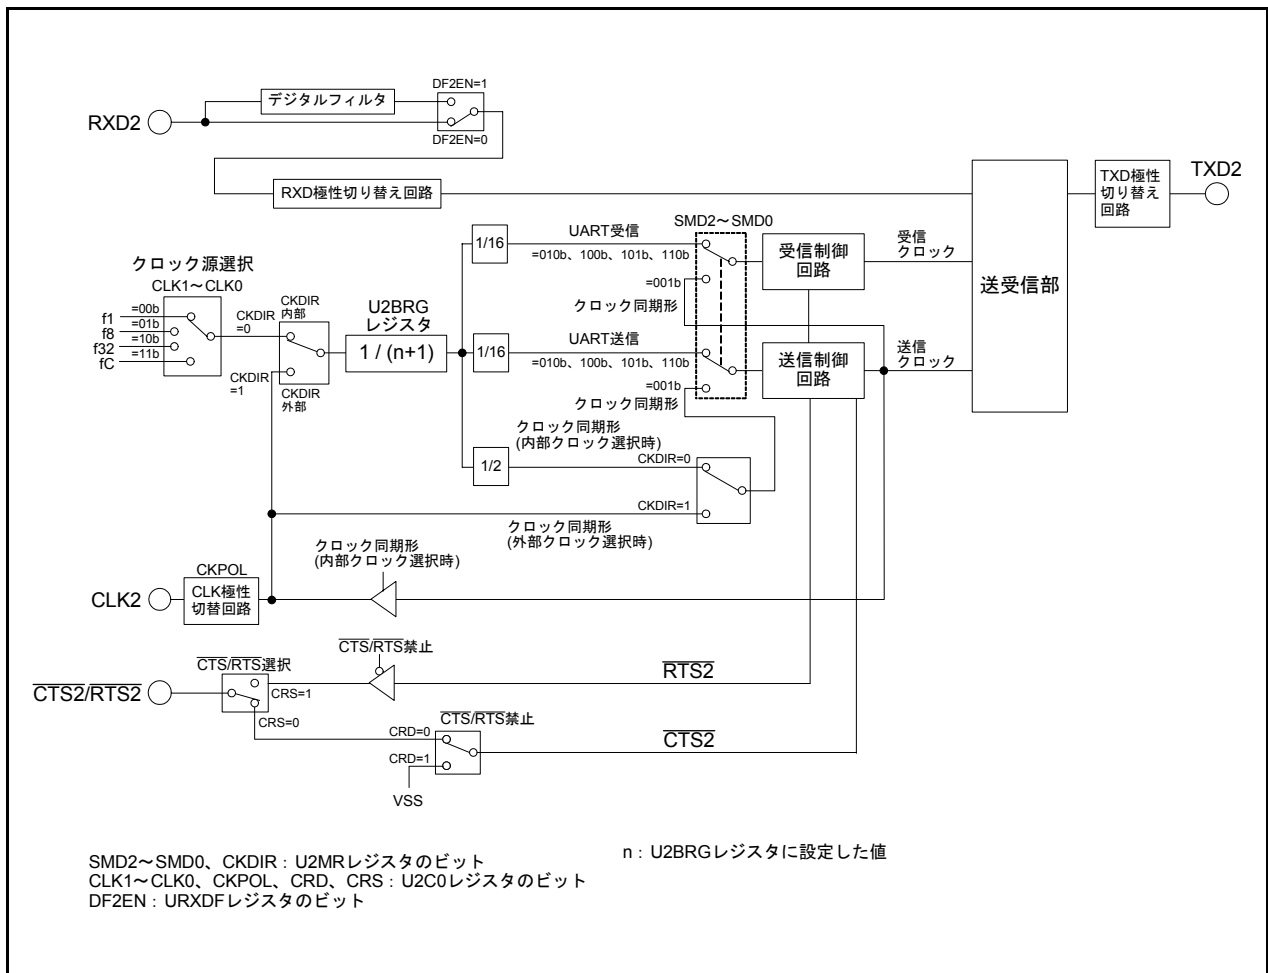 DF2EN=1
デジタルフィルタ
RXD2
DF2EN=0
RXD極性切り替え回路
TXD極性
切り替え
回路
TXD2
クロック源選択
CLK1～CLK0
f1
=00b
f8
=01b
f32
=10b
fC
=11b
CKDIR
=0
CKDIR
内部
CKDIR
=1
CKDIR
外部
U2BRG
レジスタ
1 / (n+1)
1/16
UART受信
=010b、100b、101b、110b
SMD2～SMD0
=001b
クロック同期形
受信制御
回路
受信
クロック
送受信部
1/16
UART送信
=010b、100b、101b、110b
=001b
クロック同期形
送信制御
回路
送信
クロック
クロック同期形
(内部クロック選択時)
1/2
CKDIR=0
CKDIR=1
クロック同期形
(外部クロック選択時)
クロック同期形
(内部クロック選択時)
CKPOL
CLK2
CLK極性
切替回路
CTS/RTS禁止
CTS/RTS選択
RTS2
CTS2/RTS2
CRS=1
CRS=0
CTS/RTS禁止
CRD=0
CTS2
CRD=1
VSS
SMD2～SMD0、CKDIR : U2MRレジスタのビット
n : U2BRGレジスタに設定した値
CLK1～CLK0、CKPOL、CRD、CRS : U2C0レジスタのビット
DF2EN : URXDFレジスタのビット